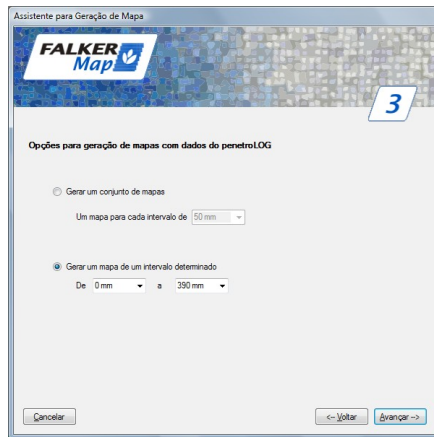 Assistente para Geração de Mapa
FALKER
Map
3
Opções para geração de mapas com dados do penetroLOG
Gerar um conjunto de mapas
Um mapa para cada intervalo de 50 mm
Gerar um mapa de um intervalo determinado
De 0 mm a 390 mm
Cancelar <-- Voltar Avançar -->